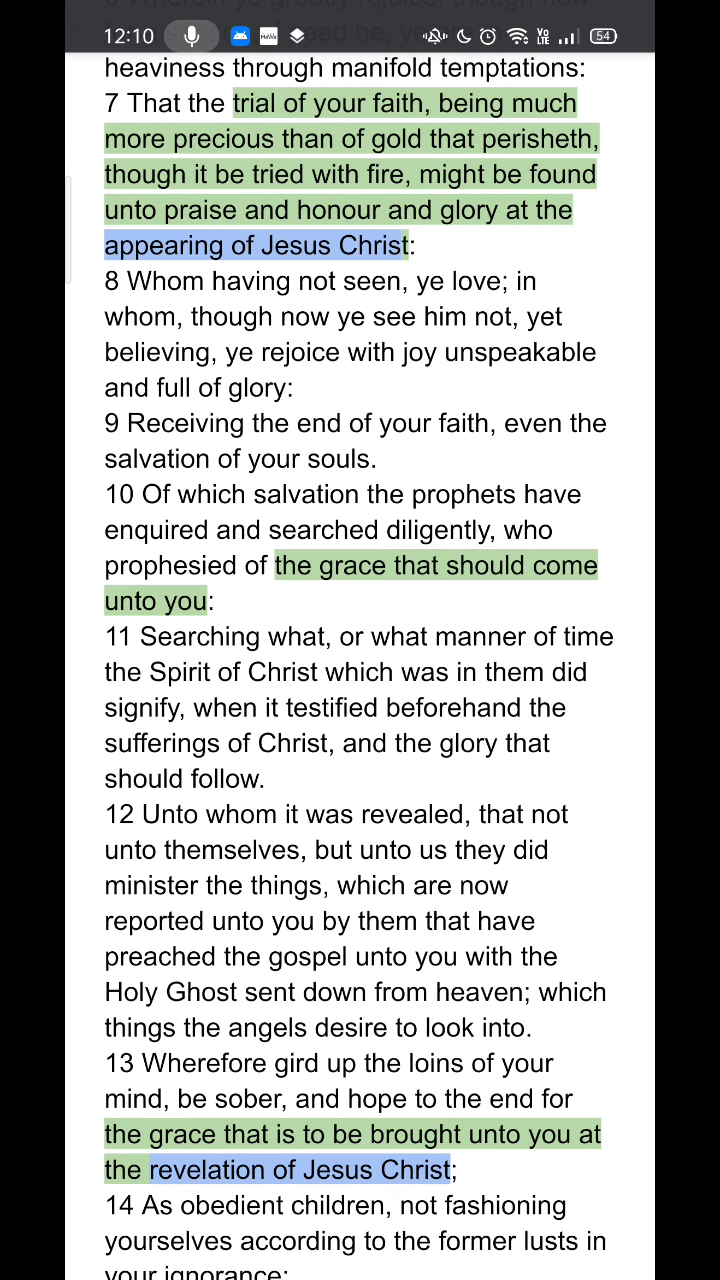 12:10 HeWo Vo LTE 54
heaviness through manifold temptations:
7 That the trial of your faith, being much
more precious than of gold that perisheth,
though it be tried with fire, might be found
unto praise and honour and glory at the
appearing of Jesus Christ:
8 Whom having not seen, ye love; in
whom, though now ye see him not, yet
believing, ye rejoice with joy unspeakable
and full of glory:
9 Receiving the end of your faith, even the
salvation of your souls.
10 Of which salvation the prophets have
enquired and searched diligently, who
prophesied of the grace that should come
unto you:
11 Searching what, or what manner of time
the Spirit of Christ which was in them did
signify, when it testified beforehand the
sufferings of Christ, and the glory that
should follow.
12 Unto whom it was revealed, that not
unto themselves, but unto us they did
minister the things, which are now
reported unto you by them that have
preached the gospel unto you with the
Holy Ghost sent down from heaven; which
things the angels desire to look into.
13 Wherefore gird up the loins of your
mind, be sober, and hope to the end for
the grace that is to be brought unto you at
the revelation of Jesus Christ;
14 As obedient children, not fashioning
yourselves according to the former lusts in
your ignorance: